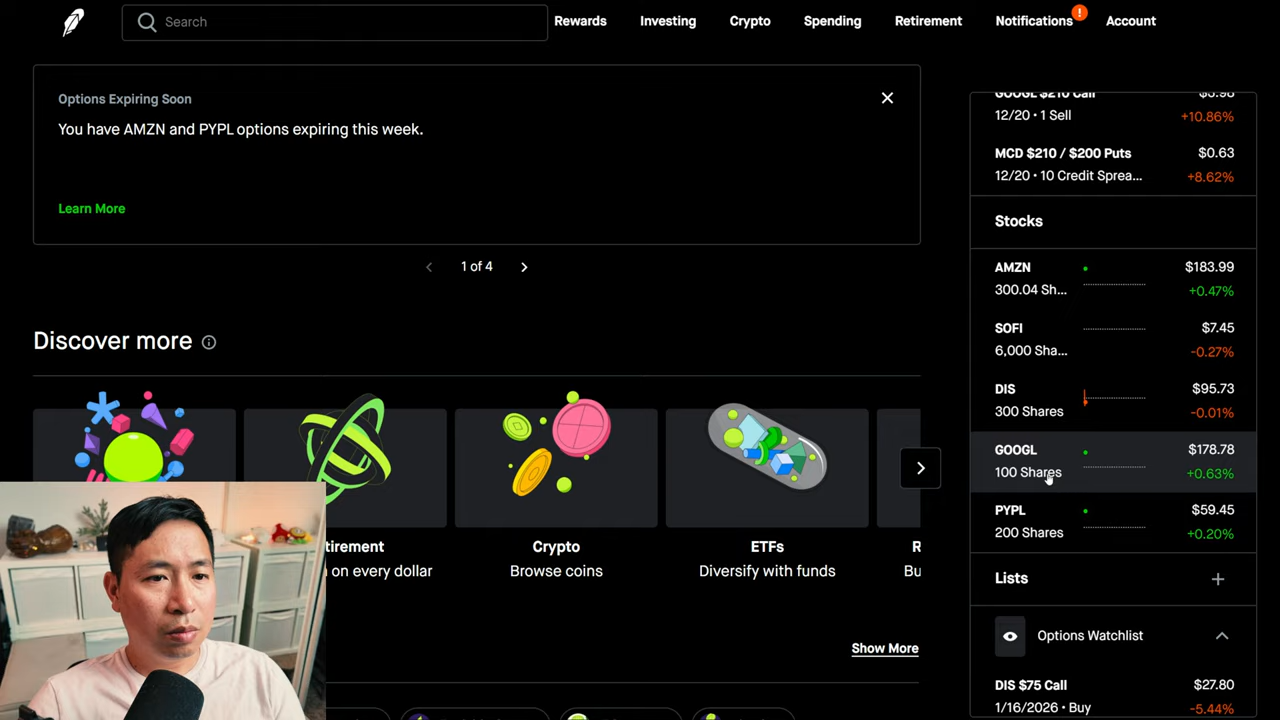 Search
Rewards
Investing
Crypto
Spending
Retirement
Notifications
!
Account
Options Expiring Soon
You have AMZN and PYPL options expiring this week.
Learn More
1 of 4
Discover more
Crypto
Browse coins
ETFs
Diversify with funds
tirement
n on every dollar
R
Bu
Show More
GOOGL $210 Call
12/20 • 1 Sell
+10.86%
MCD $210 / $200 Puts
$0.63
12/20 • 10 Credit Sprea...
+8.62%
Stocks
AMZN
$183.99
300.04 Sh...
+0.47%
SOFI
$7.45
6,000 Sha...
-0.27%
DIS
$95.73
300 Shares
-0.01%
GOOGL
$178.78
100 Shares
+0.63%
PYPL
$59.45
200 Shares
+0.20%
Lists
Options Watchlist
DIS $75 Call
$27.80
1/16/2026 • Buy
-5.44%